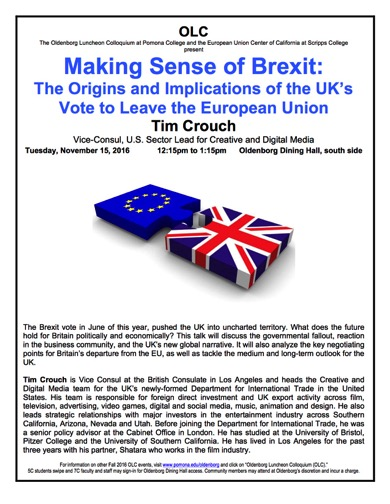 OLC
The Oldenborg Luncheon Colloquium at Pomona College and the European Union Center of California at Scripps College
present
Making Sense of Brexit:
The Origins and Implications of the UK's
Vote to Leave the European Union
Tim Crouch
Vice-Consul, U.S. Sector Lead for Creative and Digital Media
Tuesday, November 15, 2016 12:15pm to 1:15pm Oldenborg Dining Hall, south side
The Brexit vote in June of this year, pushed the UK into uncharted territory. What does the future
hold for Britain politically and economically? This talk will discuss the governmental fallout, reaction
in the business community, and the UK's new global narrative. It will also analyze the key negotiating
points for Britain's departure from the EU, as well as tackle the medium and long-term outlook for the
UK.
Tim Crouch is Vice Consul at the British Consulate in Los Angeles and heads the Creative and
Digital Media team for the UK's newly-formed Department for International Trade in the United
States. His team is responsible for foreign direct investment and UK export activity across film,
television, advertising, video games, digital and social media, music, animation and design. He also
leads strategic relationships with major investors in the entertainment industry across Southern
California, Arizona, Nevada and Utah. Before joining the Department for International Trade, he was
a senior policy advisor at the Cabinet Office in London. He has studied at the University of Bristol,
Pitzer College and the University of Southern California. He has lived in Los Angeles for the past
three years with his partner, Shatara who works in the film industry.
For information on other Fall 2016 OLC events, visit www.pomona.edu/oldenborg and click on "Oldenborg Luncheon Colloquium (OLC)."
5C students swipe and 7C faculty and staff may sign-in for Oldenborg Dining Hall access. Community members may attend at Oldenborg's discretion and incur a charge.